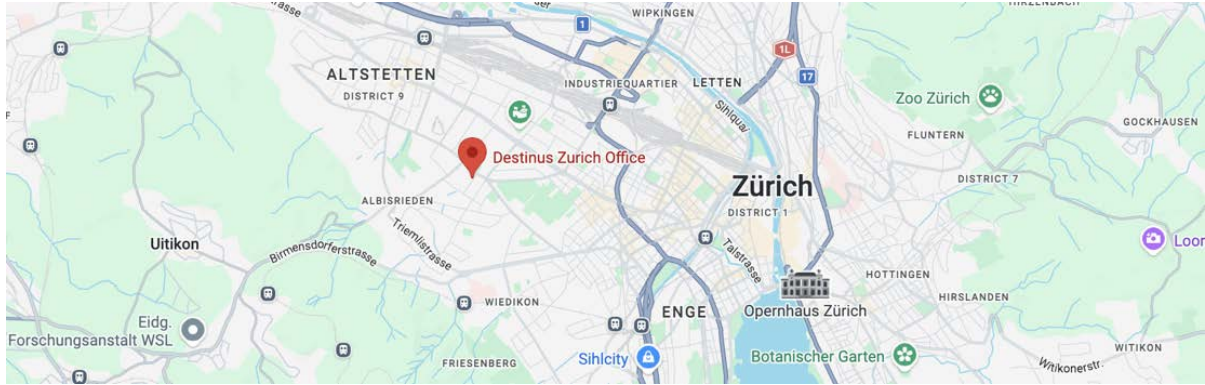 HIRZENBACH
WIPKINGEN
1
1L
ALTSTETTEN
DISTRICT 9
INDUSTRIEQUARTIER
LETTEN
17
Zoo Zürich
GOCKHAUSEN
Sihlquai
FLUNTERN
Destinus Zurich Office
Zürich
DISTRICT 1
DISTRICT 7
ALBISRIEDEN
Uitikon
Birmensdorferstrasse
Triemlistrasse
Talstrasse
Loor
HOTTINGEN
WIEDIKON
HIRSLANDEN
ENGE
Opernhaus Zürich
Eidg.
Forschungsanstalt WSL
FRIESENBERG
Sihlcity
Botanischer Garten
WITIKON
Witikonerstr.